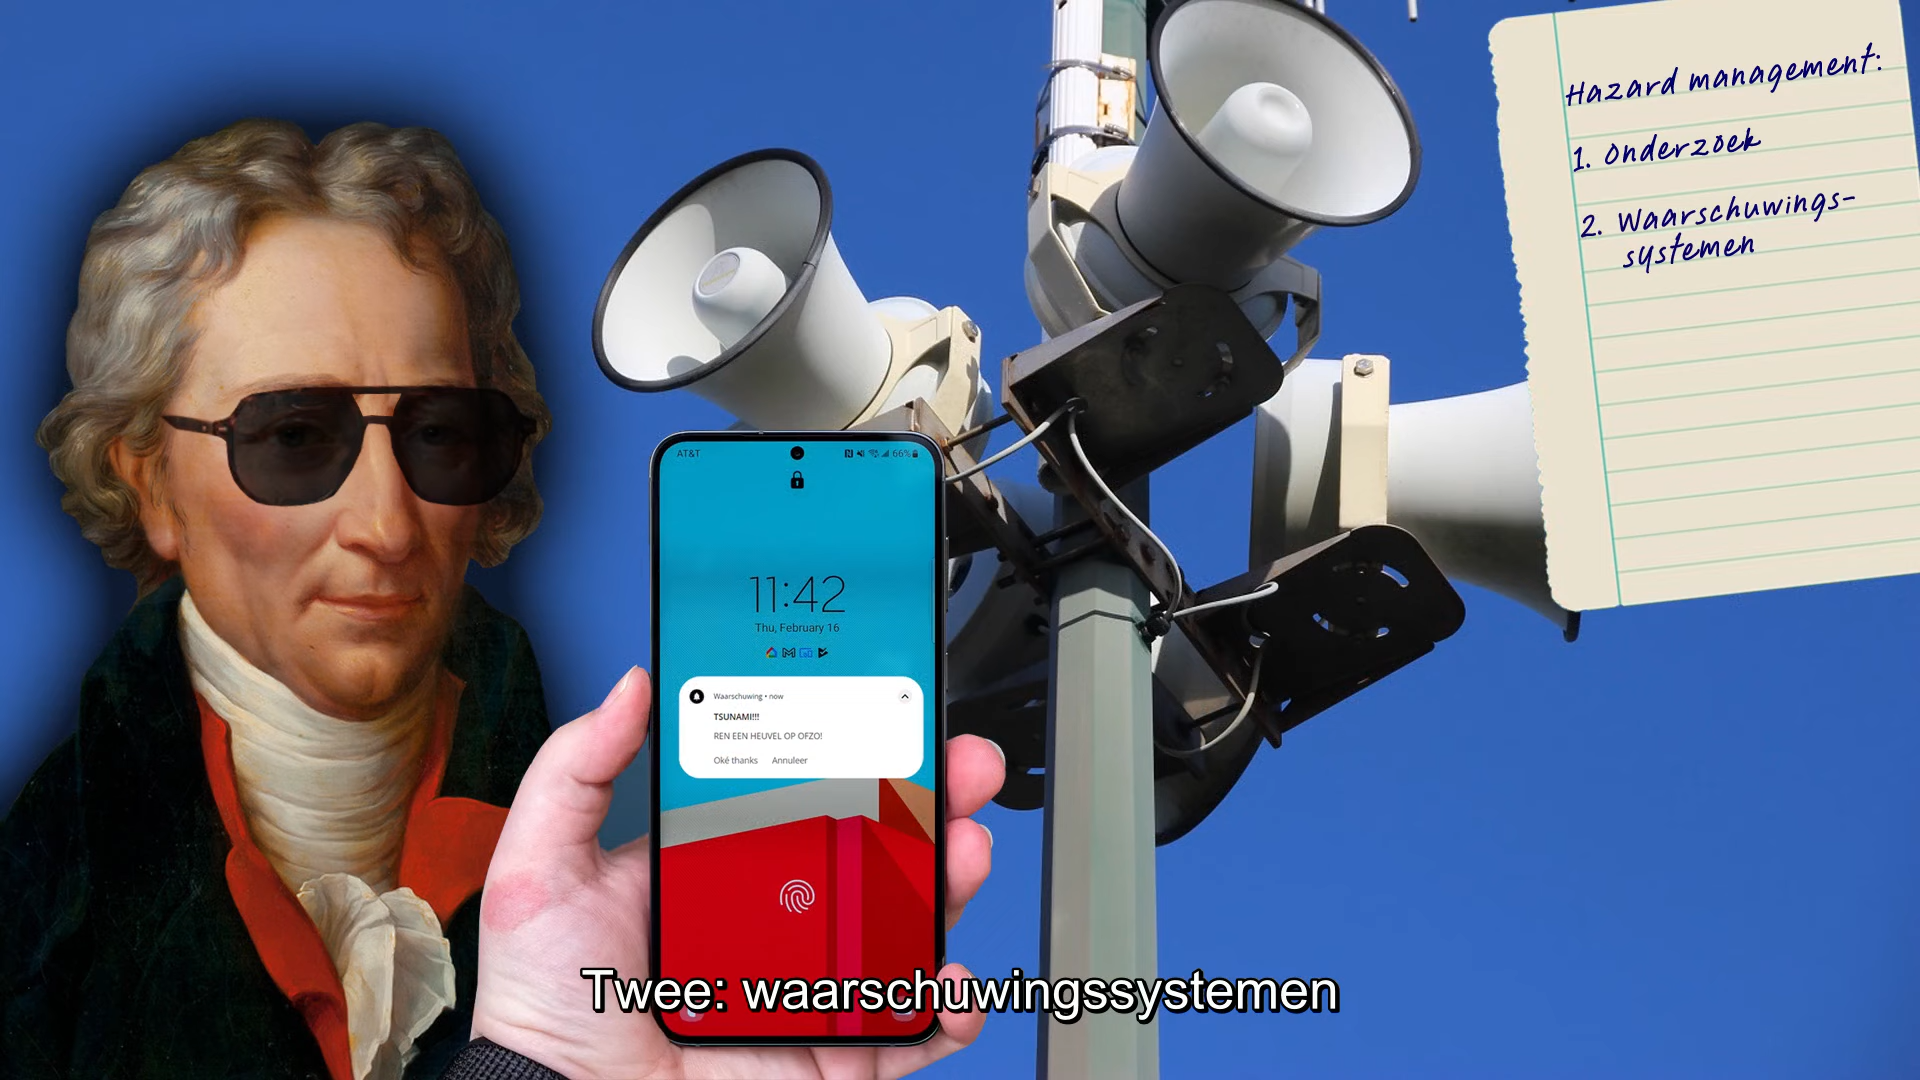 Hazard management:
1. Onderzoek
2. Waarschuwings-
systemen
AT&T
66%
11:42
Thu, February 16
Waarschuwing • now
TSUNAMI!!!
REN EEN HEUVEL OP OFZO!
Oké thanks Annuleer
Twee: waarschuwingssystemen